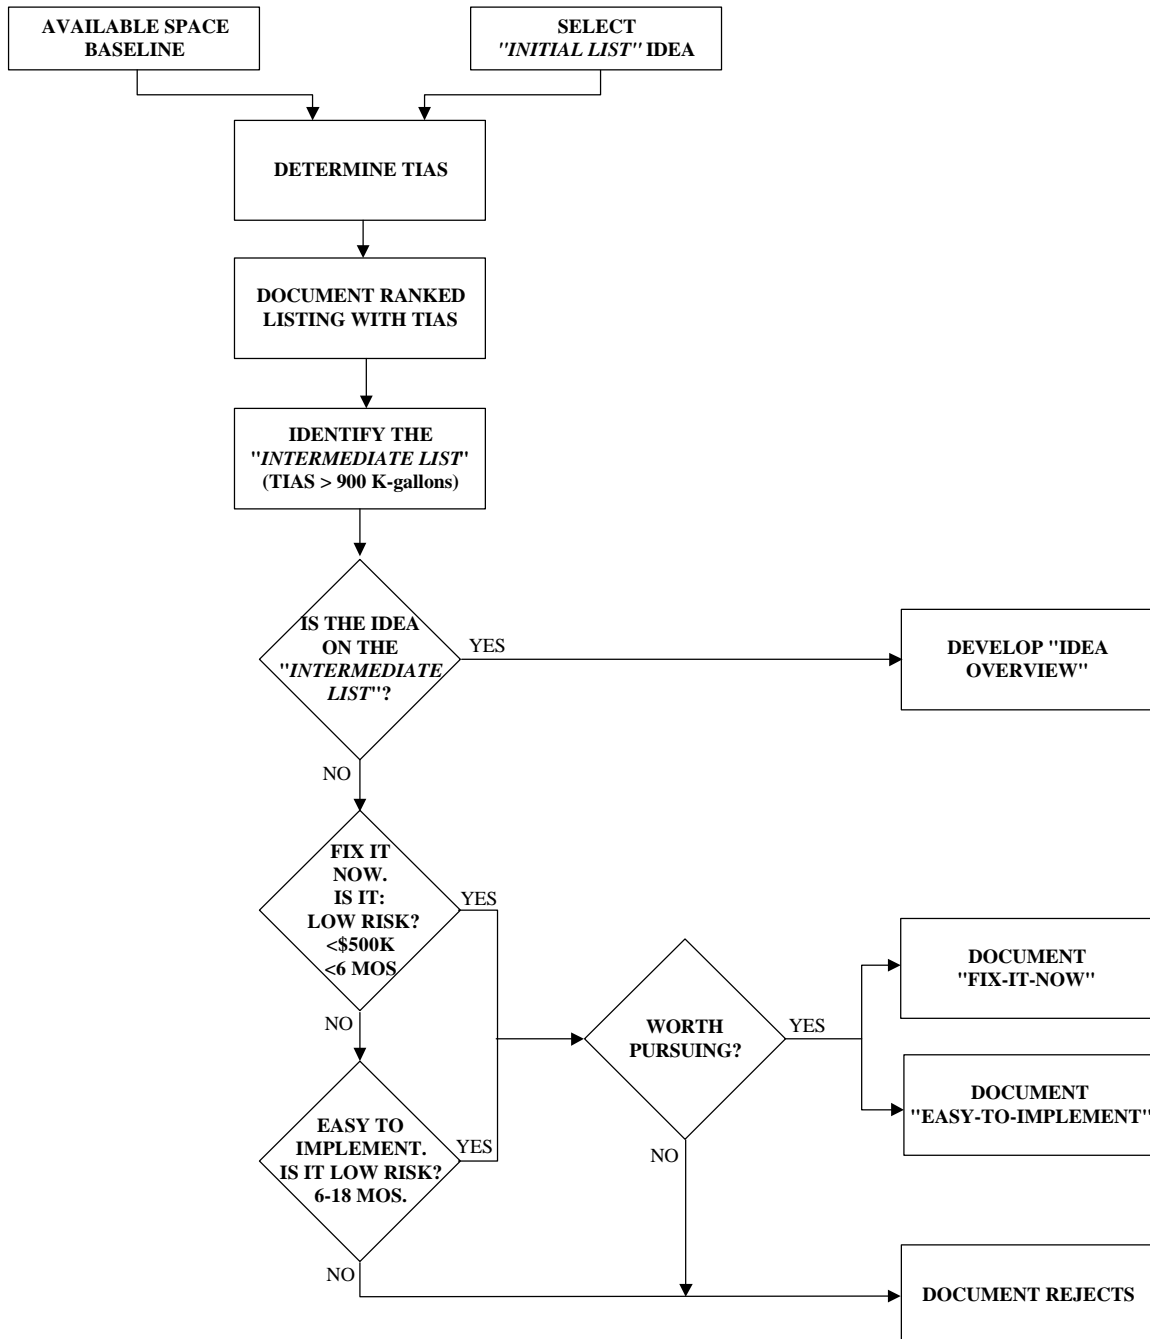 AVAILABLE SPACE
BASELINE
SELECT
"INITIAL LIST" IDEA
DETERMINE TIAS
DOCUMENT RANKED
LISTING WITH TIAS
IDENTIFY THE
"INTERMEDIATE LIST"
(TIAS > 900 K-gallons)
IS THE IDEA
ON THE
"INTERMEDIATE
LIST"?
YES
DEVELOP "IDEA
OVERVIEW"
NO
FIX IT
NOW.
IS IT:
LOW RISK?
<$500K
<6 MOS
YES
NO
WORTH
PURSUING?
YES
DOCUMENT
"FIX-IT-NOW"
DOCUMENT
"EASY-TO-IMPLEMENT"
EASY TO
IMPLEMENT.
IS IT LOW RISK?
6-18 MOS.
YES
NO
NO
DOCUMENT REJECTS